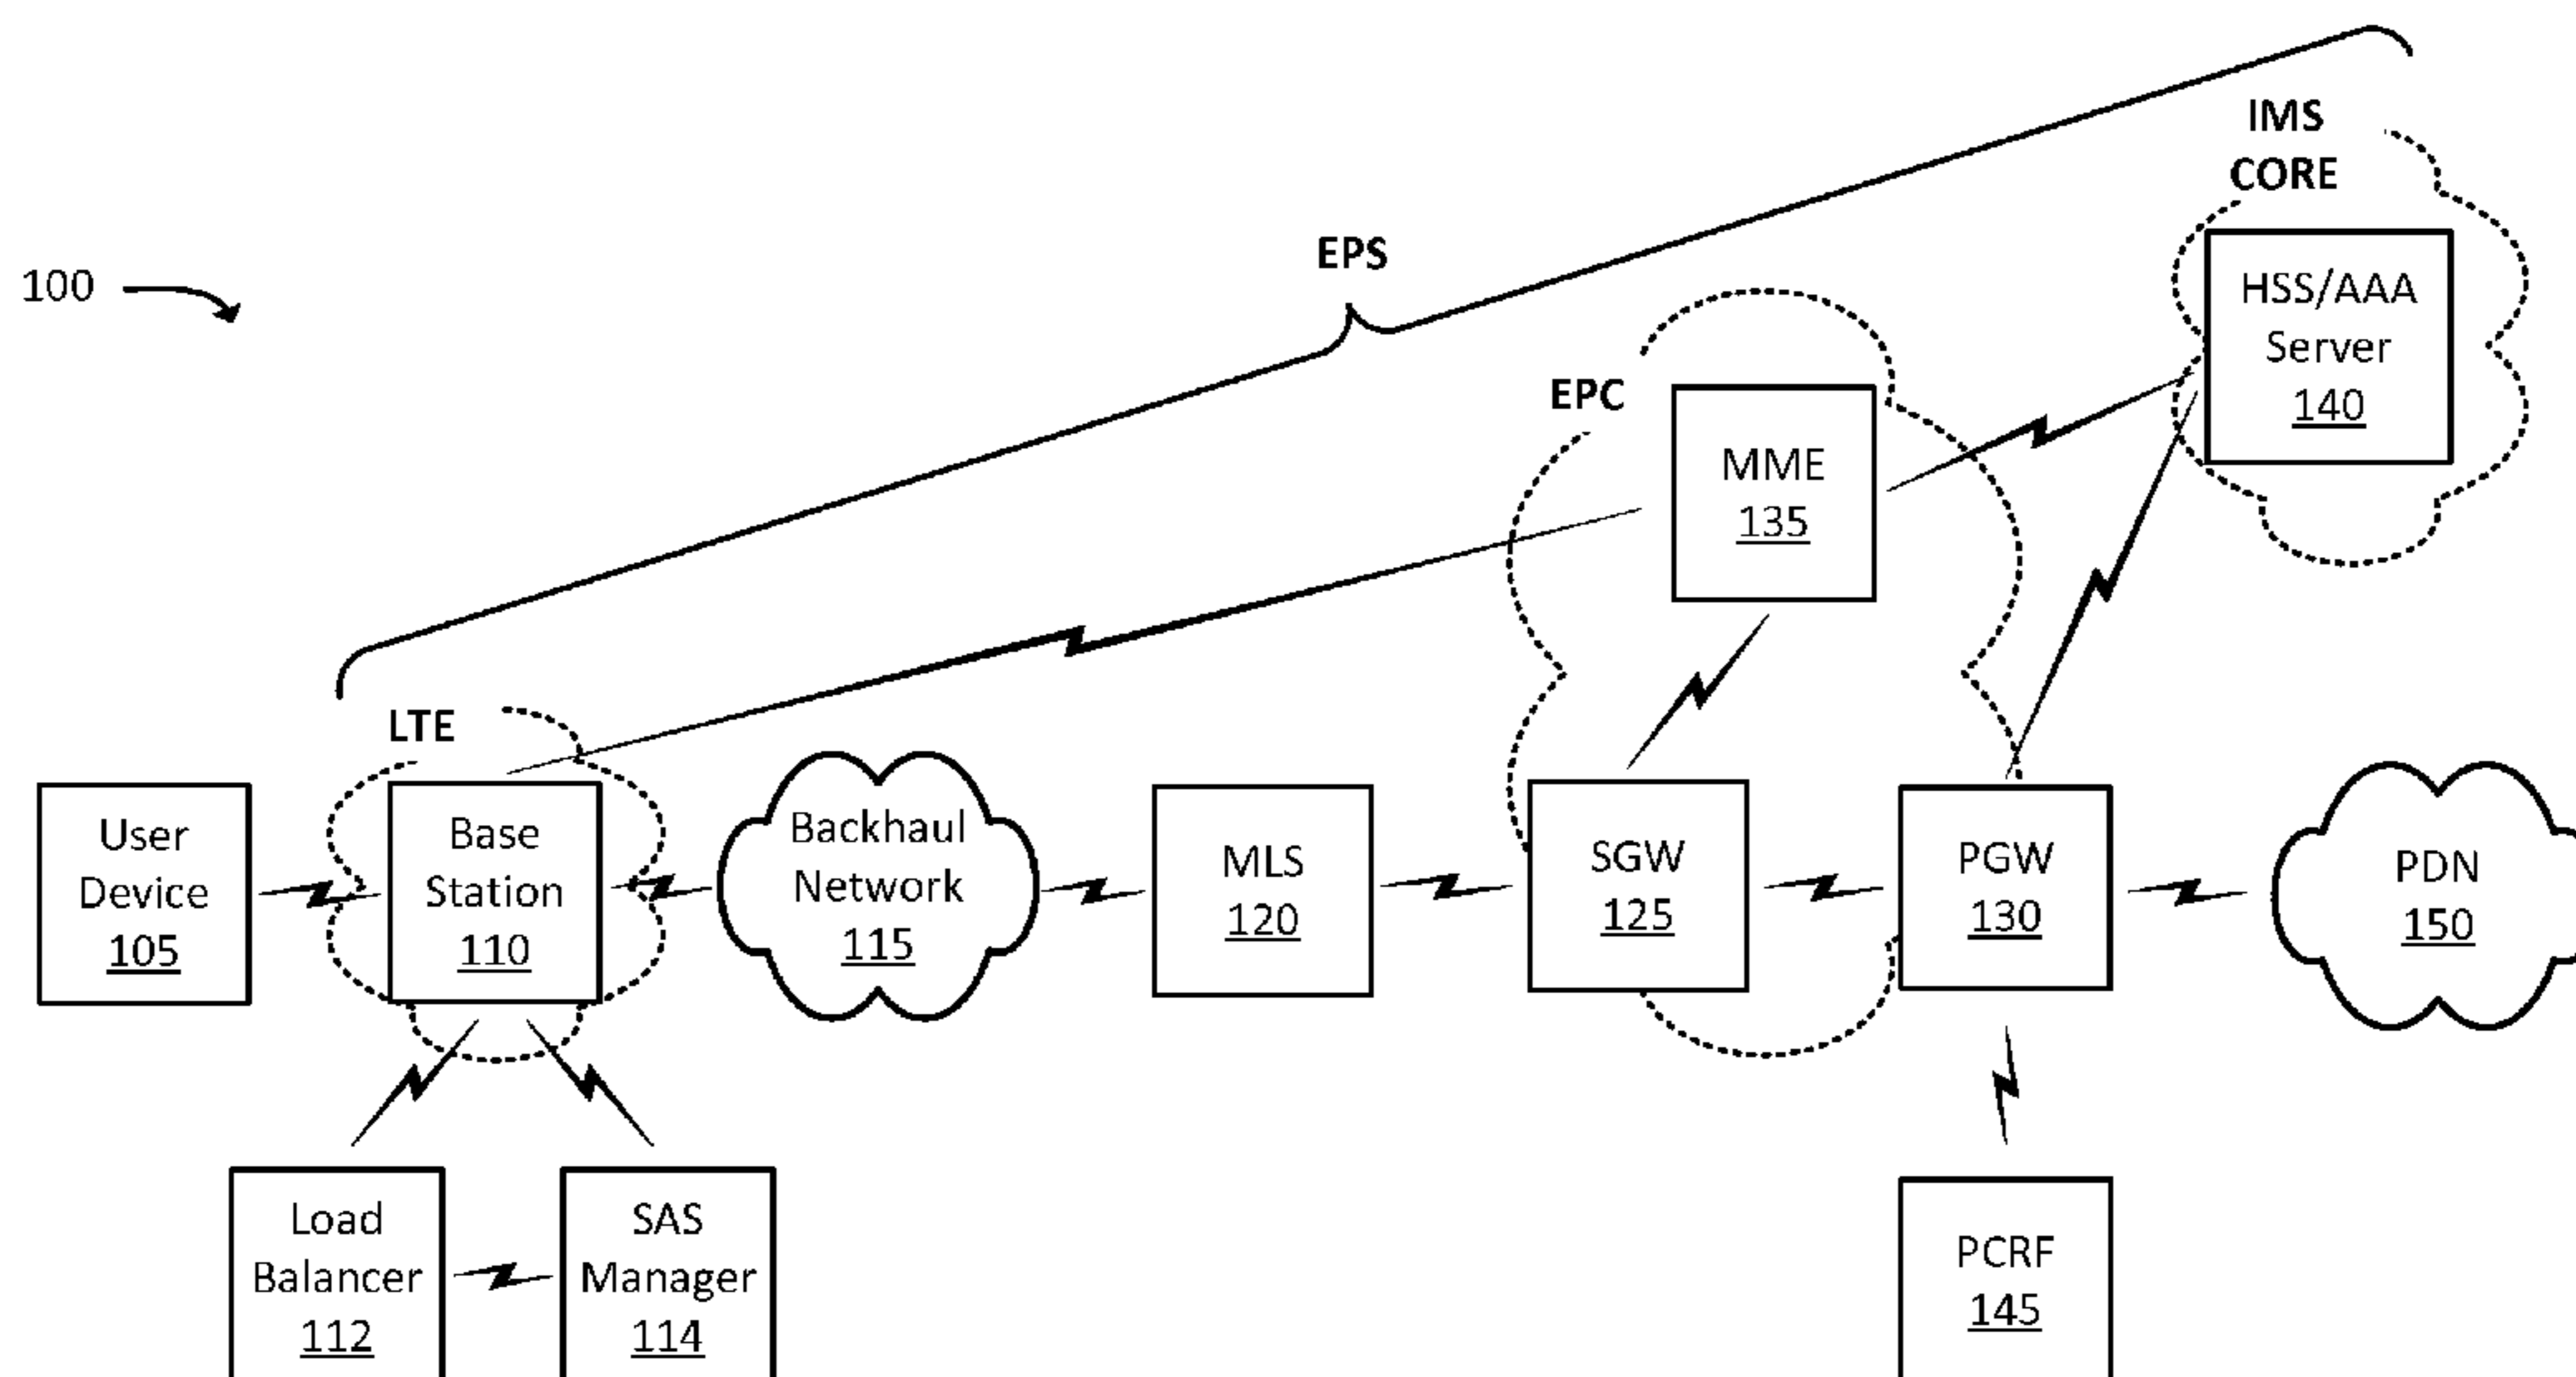 IMS
CORE
EPS
100
HSS/AAA
Server
140
EPC
MME
135
LTE
User
Device
105
Base
Station
110
Backhaul
Network
115
MLS
120
SGW
125
PGW
130
PDN
150
Load
Balancer
112
SAS
Manager
114
PCRF
145